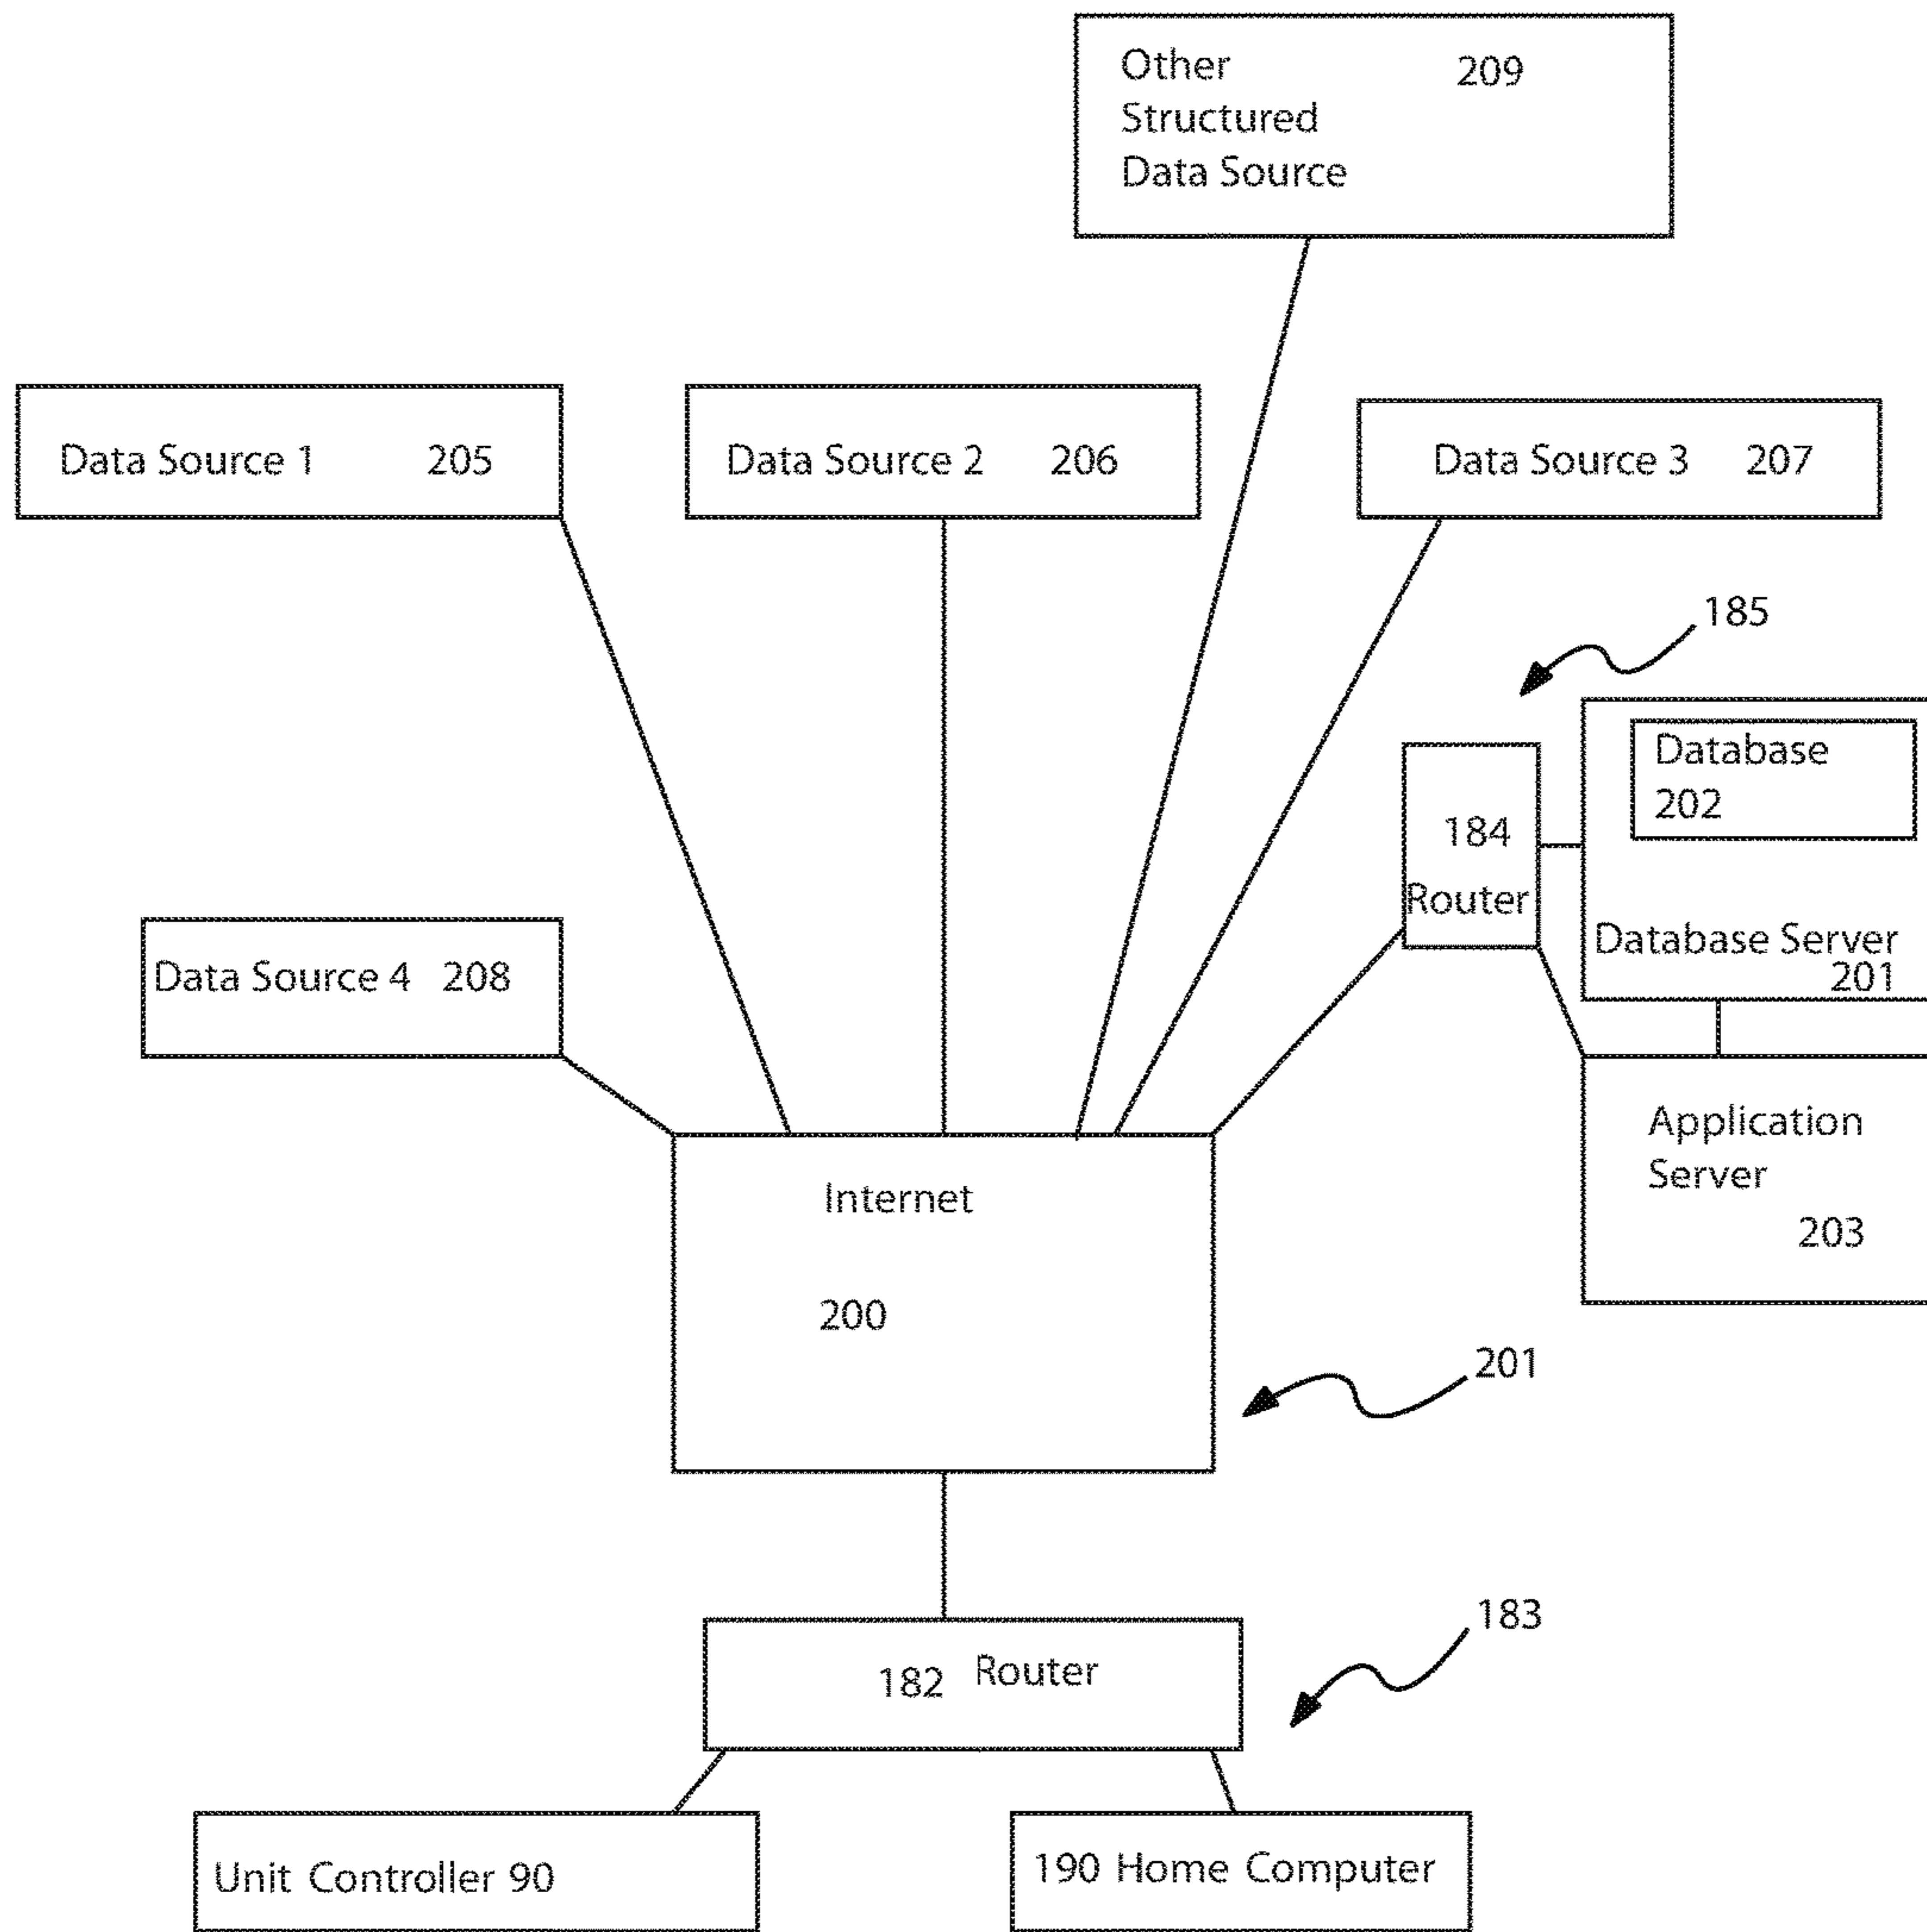 Other 209
Structured
Data Source
Data Source 1 205
Data Source 2 206
Data Source 3 207
185
Database
202
184
Router
Database Server
201
Data Source 4 208
Application
Server
203
Internet
200
201
183
182 Router
Unit Controller 90
190 Home Computer